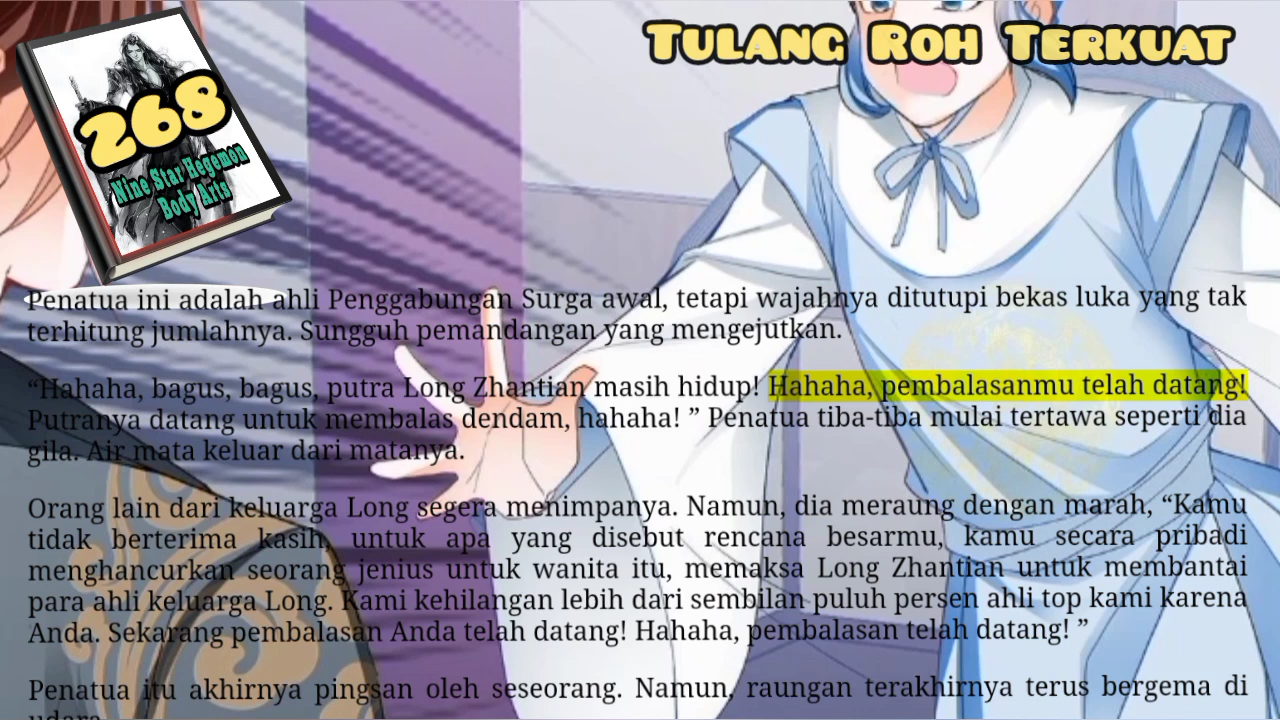 TULANG ROH TERKUAT
268
Nine Star Hegemon
Body Arts
Penatua ini adalah ahli Penggabungan Surga awal, tetapi wajahnya ditutupi bekas luka yang tak
terhitung jumlahnya. Sungguh pemandangan yang mengejutkan.
“Hahaha, bagus, bagus, putra Long Zhantian masih hidup! Hahaha, pembalasanmu telah datang!
Putranya datang untuk membalas dendam, hahaha! ” Penatua tiba-tiba mulai tertawa seperti dia
gila. Air mata keluar dari matanya.
Orang lain dari keluarga Long segera menimpanya. Namun, dia meraung dengan marah, “Kamu
tidak berterima kasih, untuk apa yang disebut rencana besarmu, kamu secara pribadi
menghancurkan seorang jenius untuk wanita itu, memaksa Long Zhantian untuk membantai
para ahli keluarga Long. Kami kehilangan lebih dari sembilan puluh persen ahli top kami karena
Anda. Sekarang pembalasan Anda telah datang! Hahaha, pembalasan telah datang! ”
Penatua itu akhirnya pingsan oleh seseorang. Namun, raungan terakhirnya terus bergema di
udara.